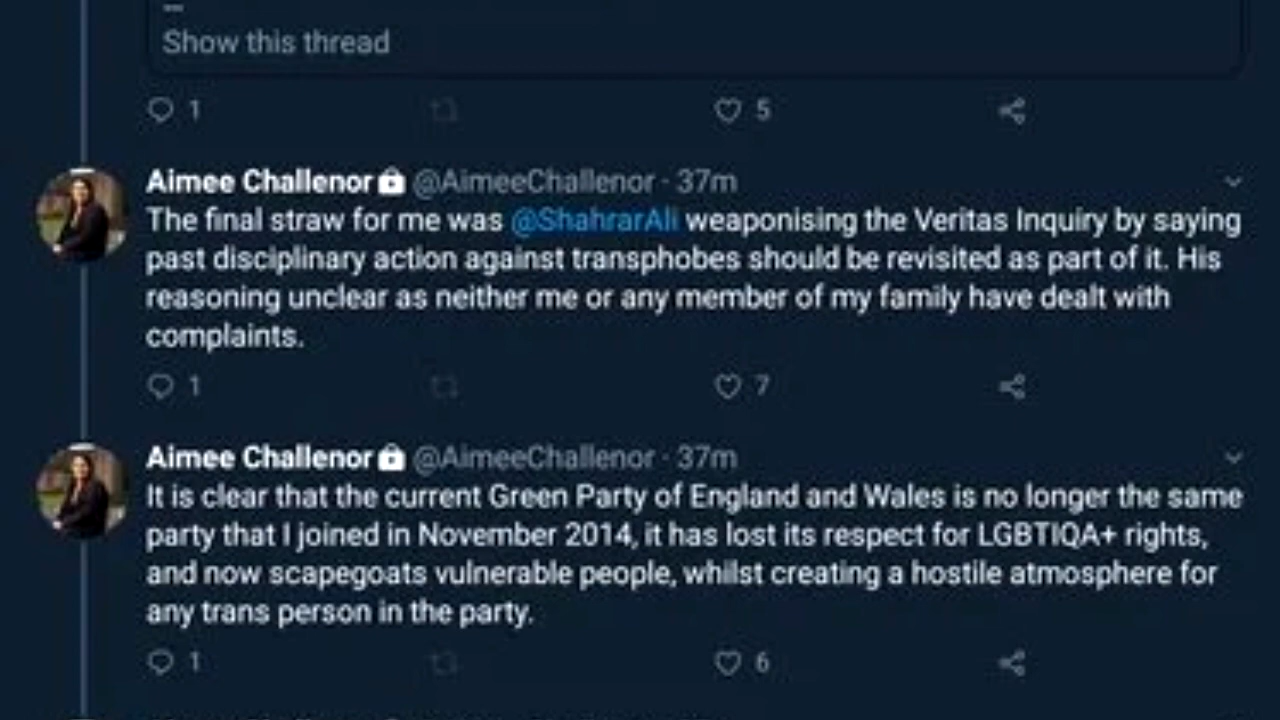 Show this thread
1 5
Aimee Challenor @AimeeChallenor · 37m
The final straw for me was @ShahrarAli weaponising the Veritas Inquiry by saying
past disciplinary action against transphobes should be revisited as part of it. His
reasoning unclear as neither me or any member of my family have dealt with
complaints.
1 7
Aimee Challenor @AimeeChallenor · 37m
It is clear that the current Green Party of England and Wales is no longer the same
party that I joined in November 2014, it has lost its respect for LGBTIQA+ rights,
and now scapegoats vulnerable people, whilst creating a hostile atmosphere for
any trans person in the party.
1 6